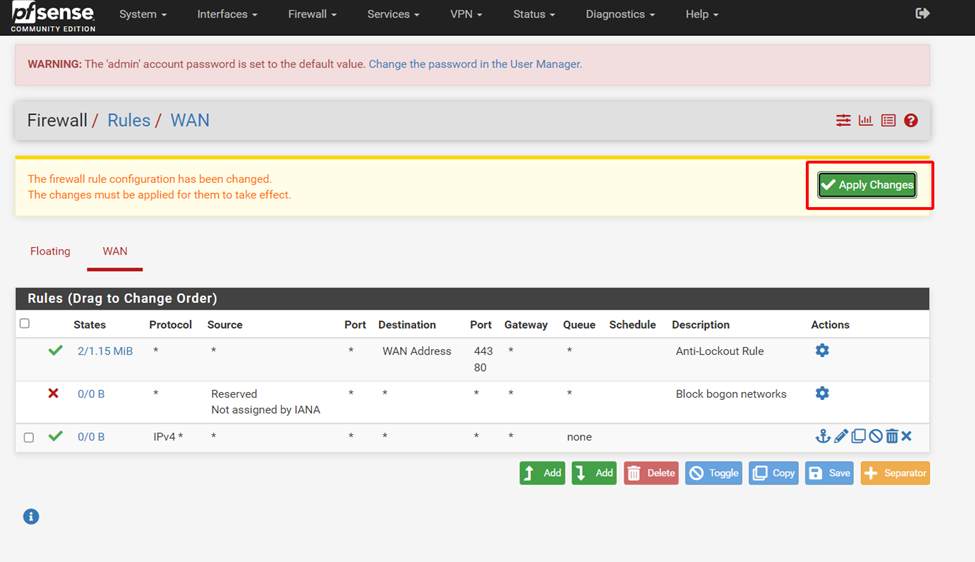 pfsense
COMMUNITY EDITION
System Interfaces Firewall Services VPN Status Diagnostics Help
WARNING: The 'admin' account password is set to the default value. Change the password in the User Manager.
Firewall / Rules / WAN
The firewall rule configuration has been changed.
The changes must be applied for them to take effect.
Apply Changes
Floating WAN
Rules (Drag to Change Order)
States Protocol Source Port Destination Port Gateway Queue Schedule Description Actions
2/1.15 MiB * * * WAN Address 443 * * Anti-Lockout Rule
80
0/0 B * Reserved * * * * * Block bogon networks
Not assigned by IANA
0/0 B IPv4 * * * * * * none
Add Add Delete Toggle Copy Save Separator